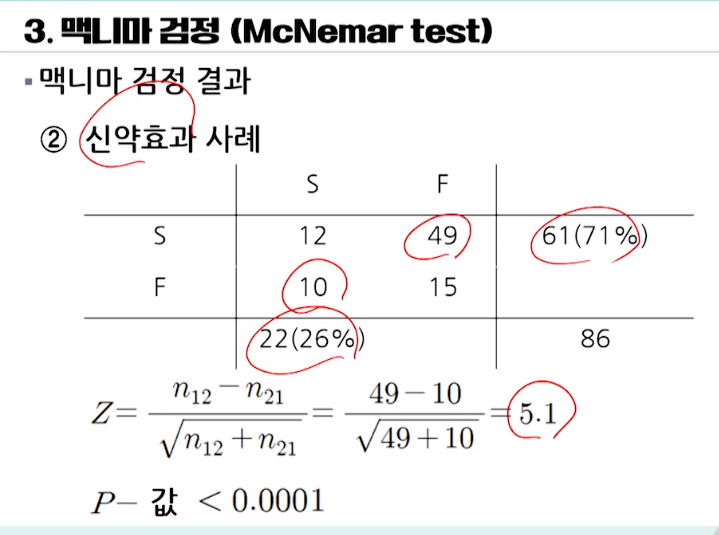 3. 맥니마 검정 (McNemar test)
▪맥니마 검정 결과
② 신약효과 사례
S F
S 12 49 61(71%)
F 10 15
22(26%) 86
Z = \frac{n_{12} - n_{21}}{\sqrt{n_{12} + n_{21}}} = \frac{49 - 10}{\sqrt{49 + 10}} = 5.1
P- 값 < 0.0001